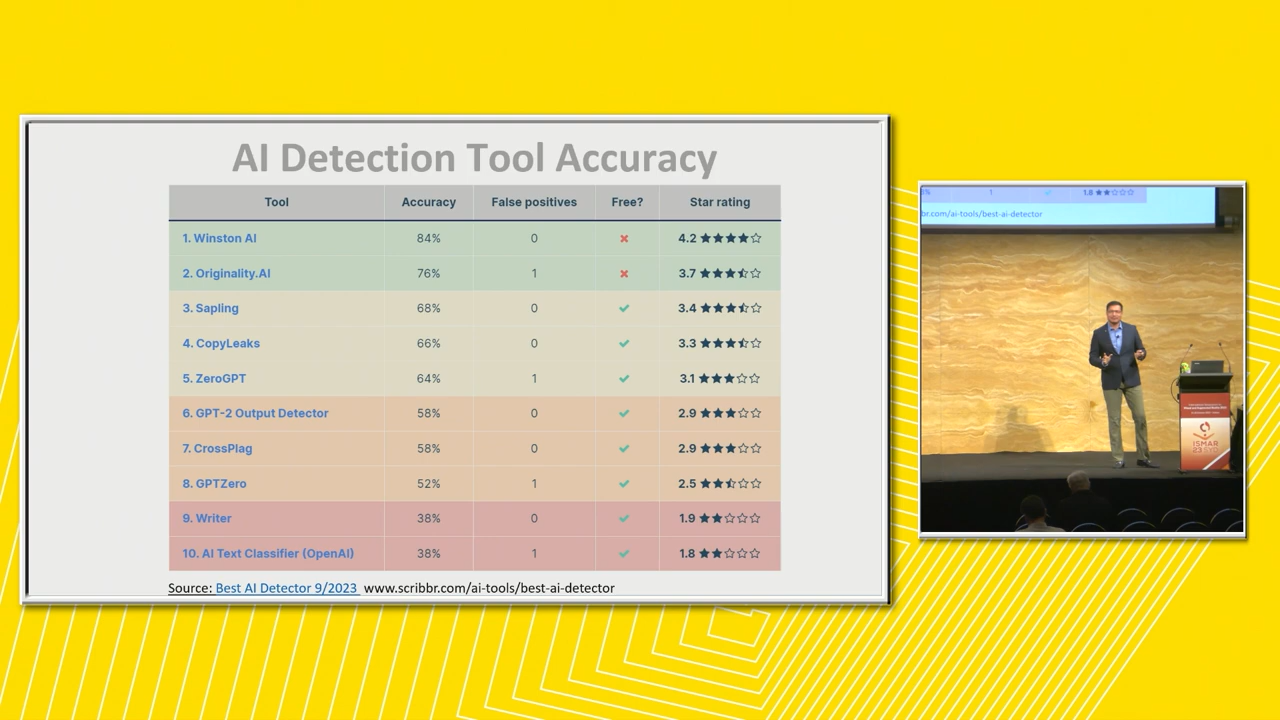 AI Detection Tool Accuracy
Tool Accuracy False positives Free? Star rating
1. Winston AI 84% 0 4.2
2. Originality.AI 76% 1 3.7
3. Sapling 68% 0 3.4
4. CopyLeaks 66% 0 3.3
5. ZeroGPT 64% 1 3.1
6. GPT-2 Output Detector 58% 0 2.9
7. CrossPlag 58% 0 2.9
8. GPTZero 52% 1 2.5
9. Writer 38% 0 1.9
10. AI Text Classifier (OpenAI) 38% 1 1.8
Source: Best AI Detector 9/2023 www.scribbr.com/ai-tools/best-ai-detector
1 1.8
br.com/ai-tools/best-ai-detector
ISMAR
23